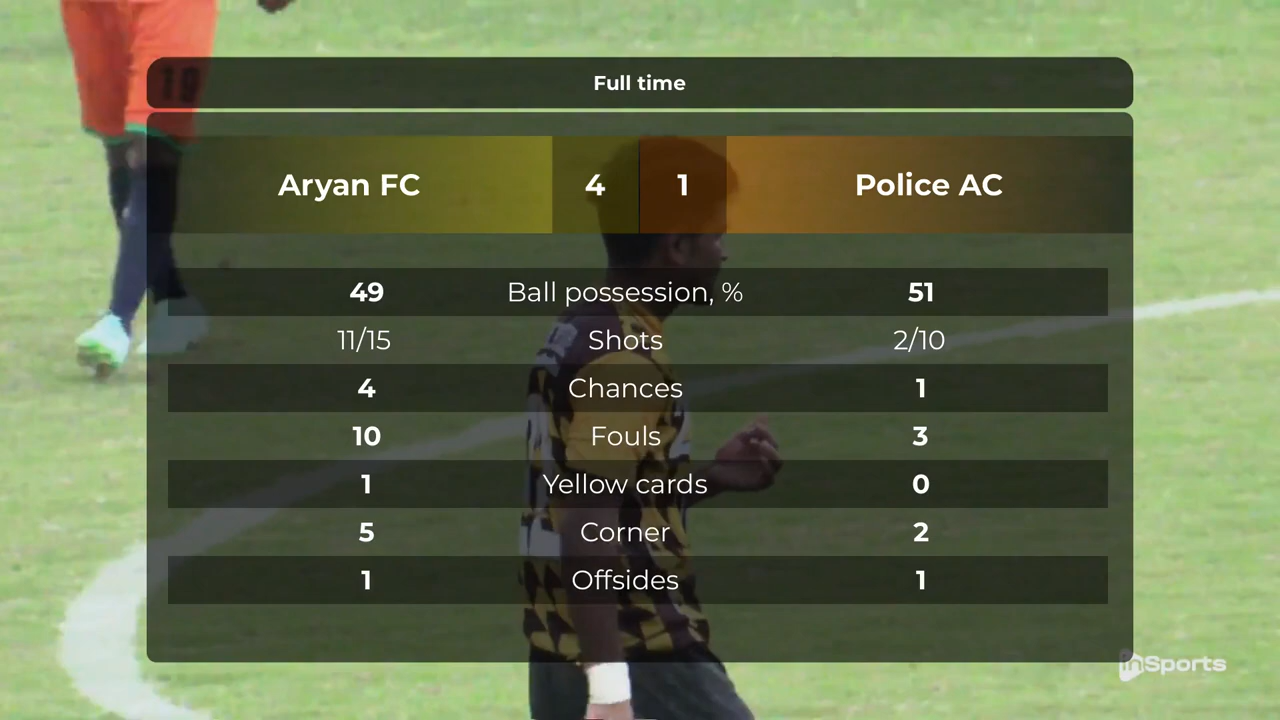 Full time
Aryan FC 4 1 Police AC
49 Ball possession, % 51
11/15 Shots 2/10
4 Chances 1
10 Fouls 3
1 Yellow cards 0
5 Corner 2
1 Offsides 1
inSports